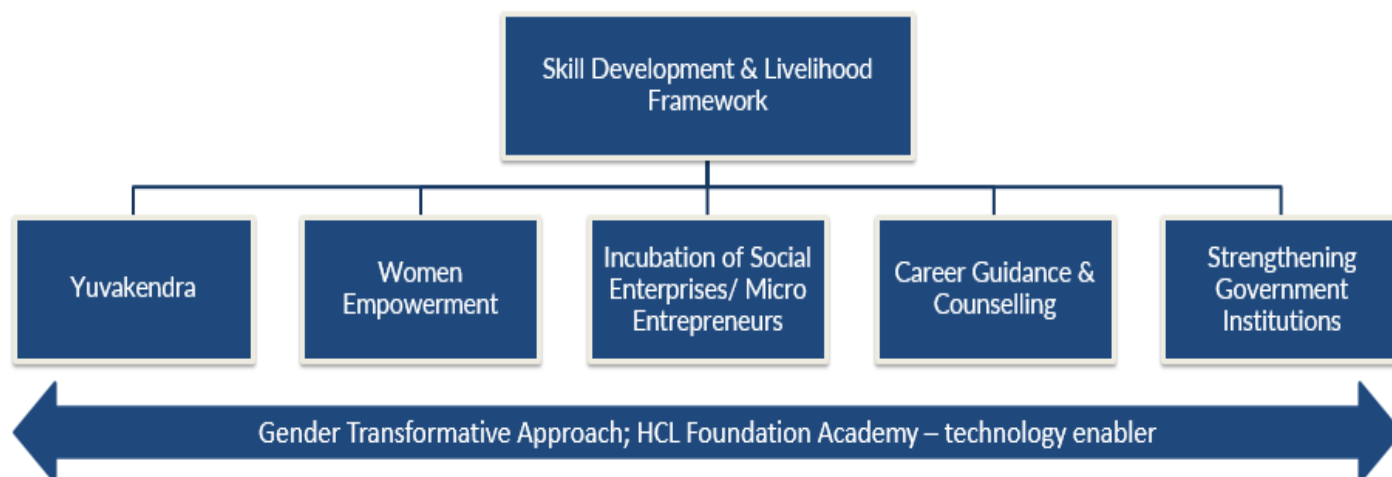 Skill Development & Livelihood
Framework
Yuvakendra
Women
Empowerment
Incubation of Social
Enterprises/ Micro
Entrepreneurs
Career Guidance &
Counselling
Strengthening
Government
Institutions
Gender Transformative Approach; HCL Foundation Academy – technology enabler